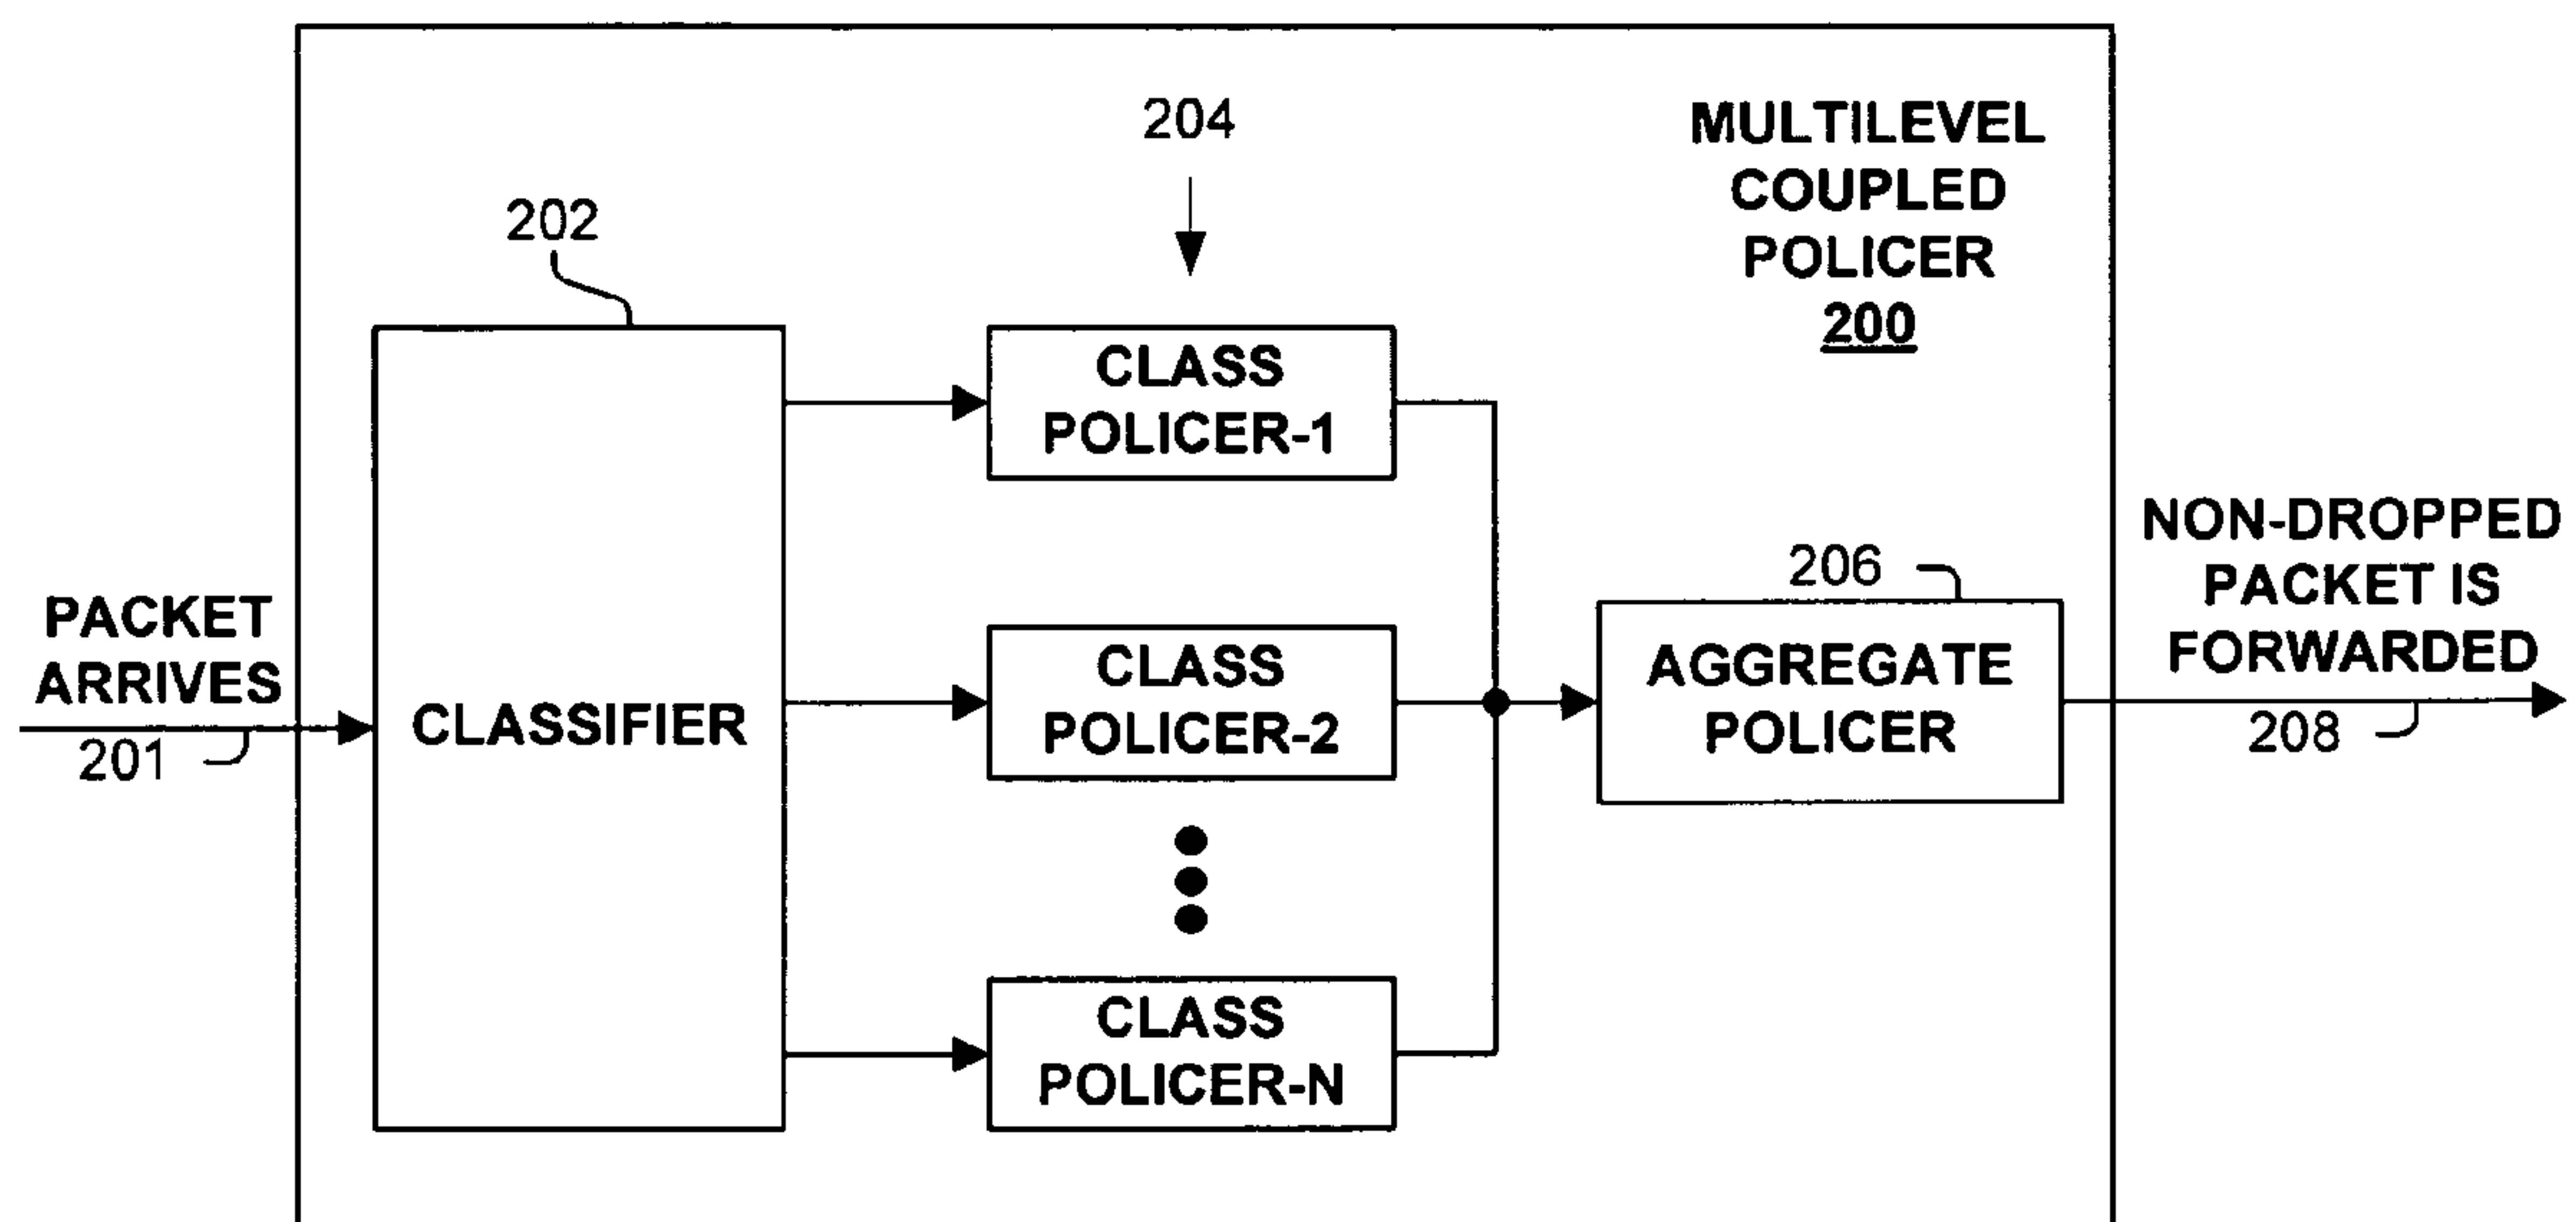 204
MULTILEVEL
COUPLED
POLICER
200
202
CLASS
POLICER-1
NON-DROPPED
PACKET IS
FORWARDED
206
PACKET
ARRIVES
201
CLASSIFIER
CLASS
POLICER-2
AGGREGATE
POLICER
208
CLASS
POLICER-N